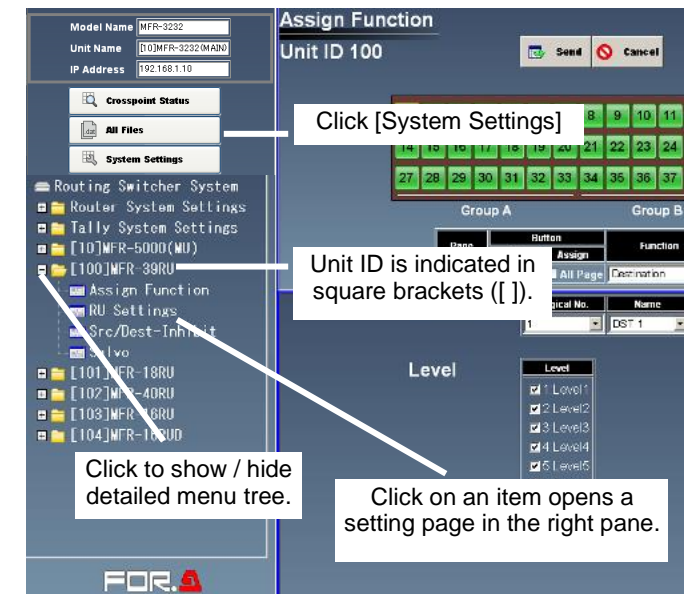 Model Name MFR-3232
Unit Name [10]MFR-3232(MAIN)
IP Address 192.168.1.10
Crosspoint Status
All Files
System Settings
Routing Switcher System
Router System Settings
Tally System Settings
[10]MFR-5000(MU)
[100]MFR-39RU
Assign Function
RU Settings
Src/Dest-Inhibit
Salvo
[101]MFR-18RU
[102]MFR-40RU
[103]MFR-16RU
[104]MFR-16RUD
Click to show / hide
detailed menu tree.
FOR.A
Assign Function
Unit ID 100
Send Cancel
Click [System Settings]
8 9 10 11
14 15 16 17 18 19 20 21 22 23 24
27 28 29 30 31 32 33 34 35 36 37
Group A Group B
Page Button Function
Assign
All Page Destination
Unit ID is indicated in
square brackets ([ ]).
Logical No. Name
1 DST 1
Level
Level
1 Level1
2 Level2
3 Level3
4 Level4
5 Level5
Click on an item opens a
setting page in the right pane.